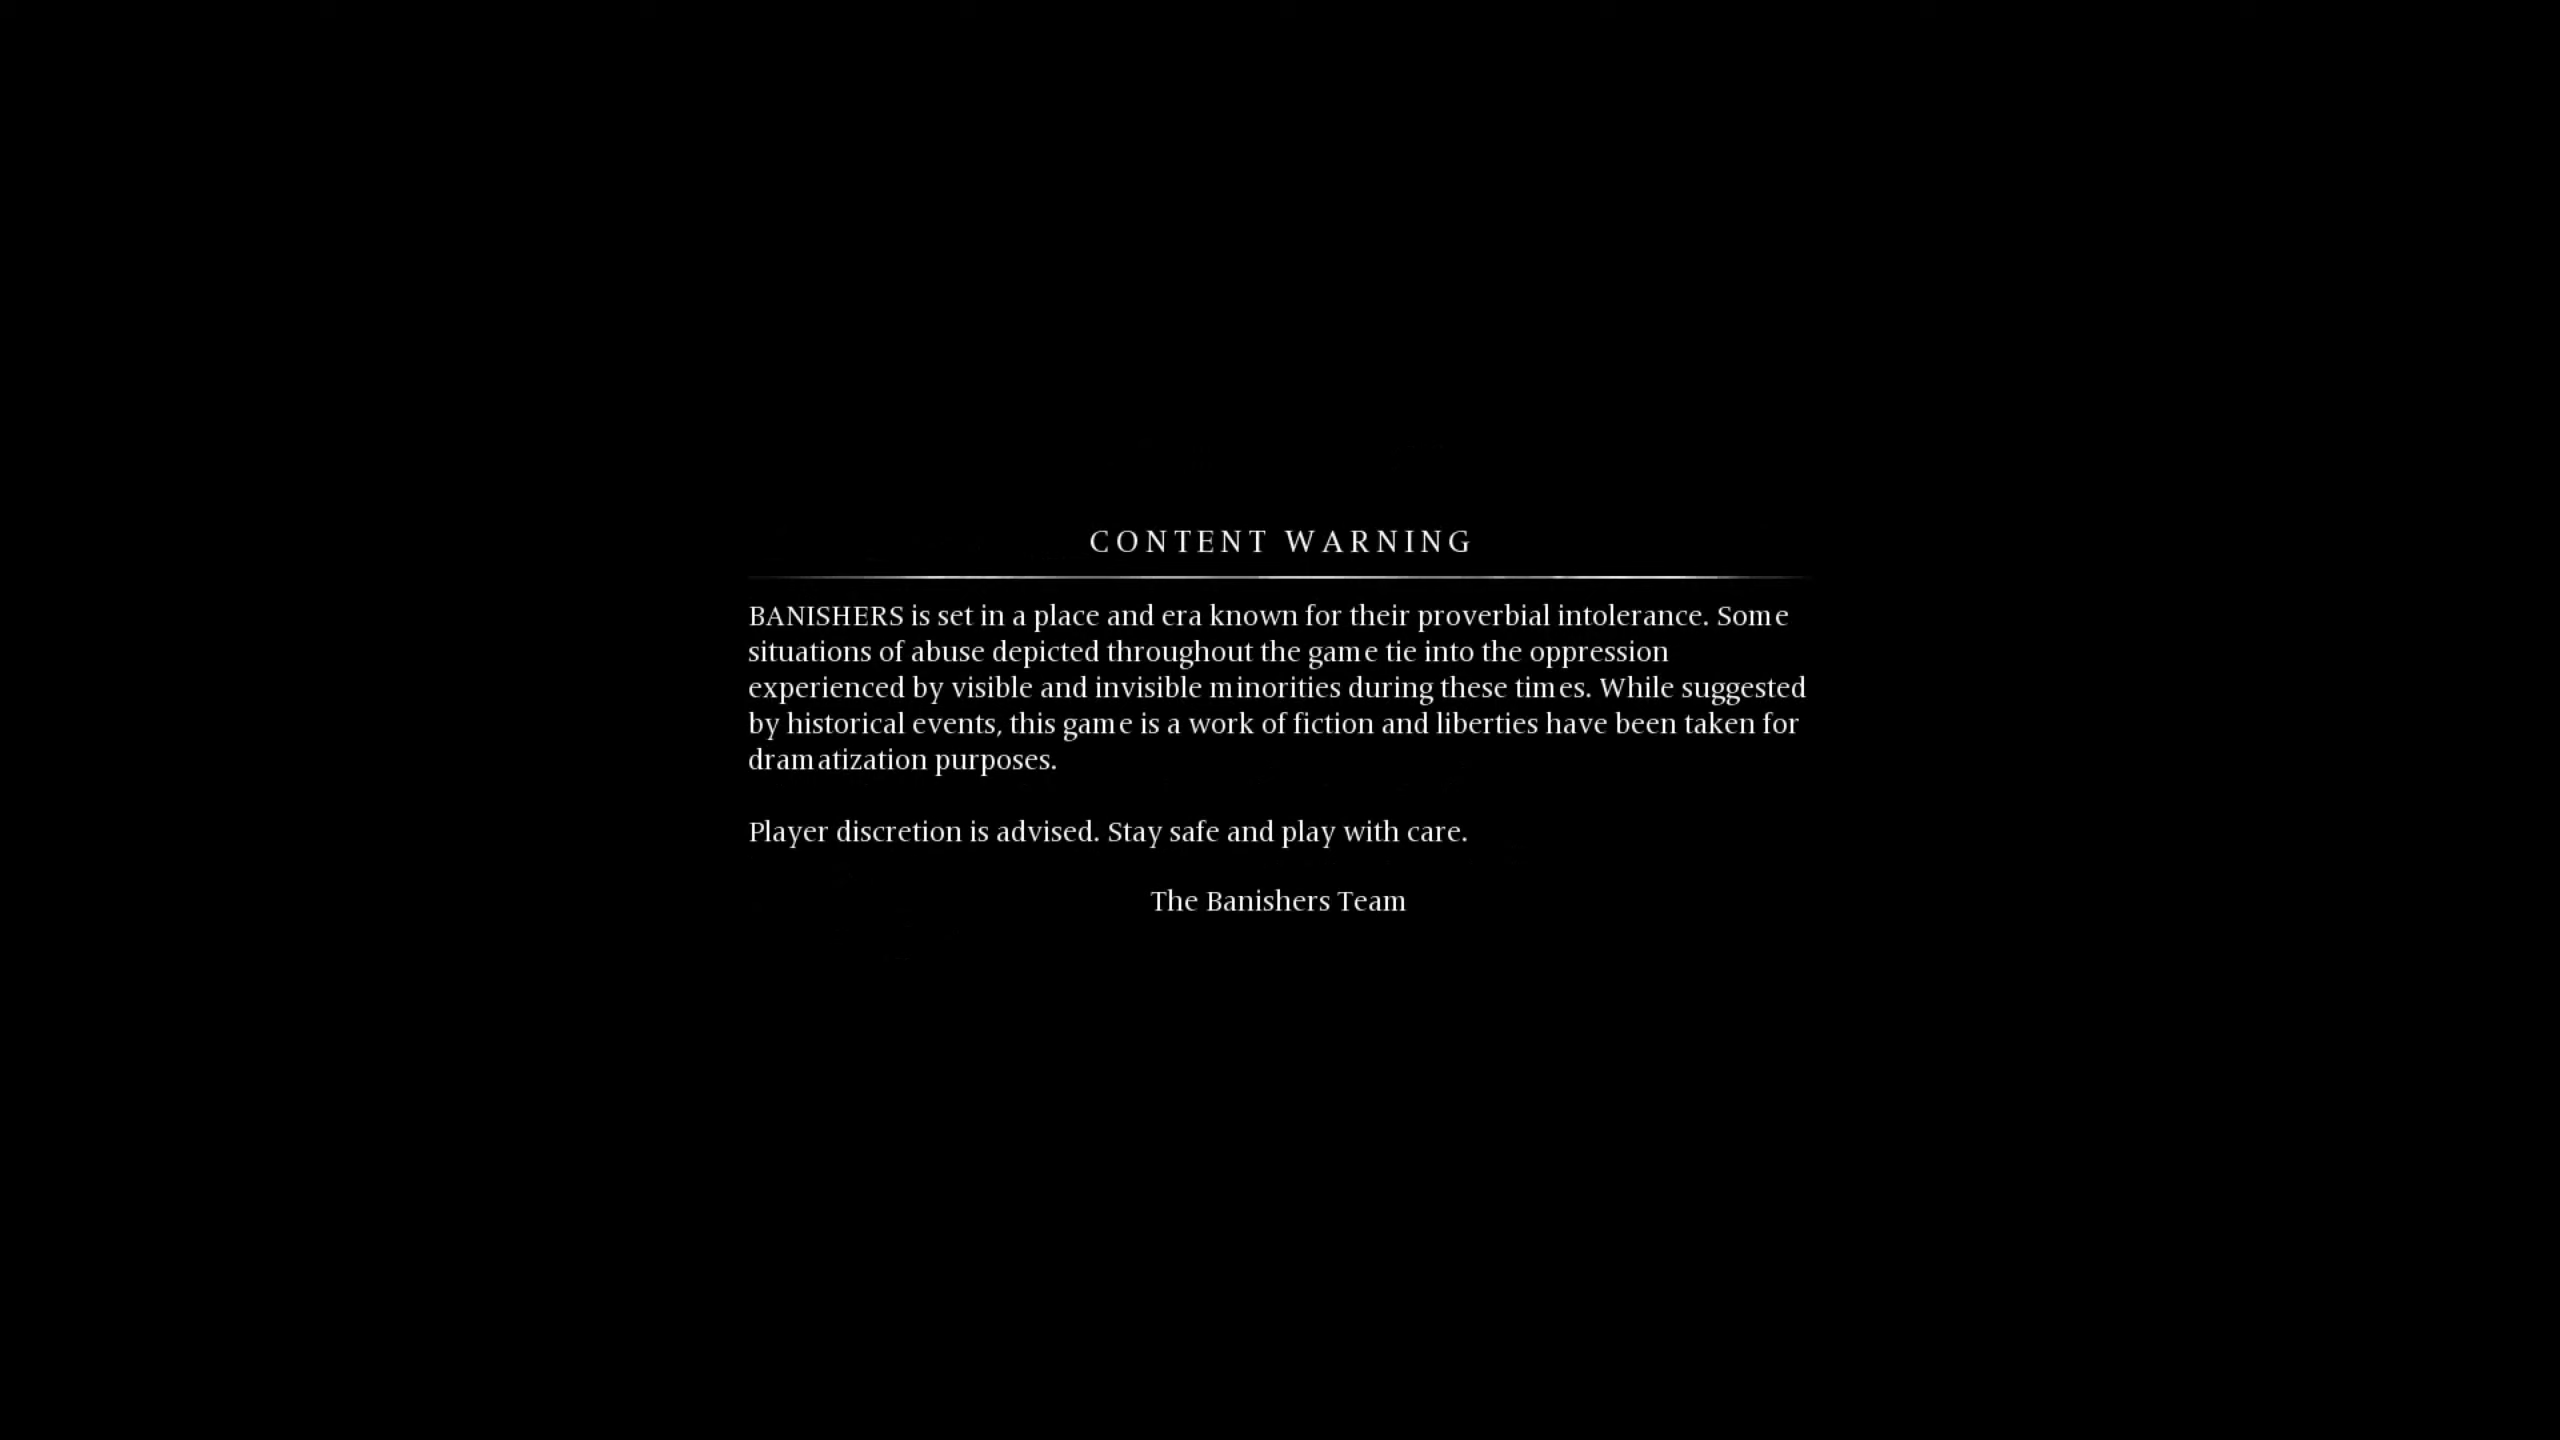 CONTENT WARNING
BANISHERS is set in a place and era known for their proverbial intolerance. Some
situations of abuse depicted throughout the game tie into the oppression
experienced by visible and invisible minorities during these times. While suggested
by historical events, this game is a work of fiction and liberties have been taken for
dramatization purposes.
Player discretion is advised. Stay safe and play with care.
The Banishers Team